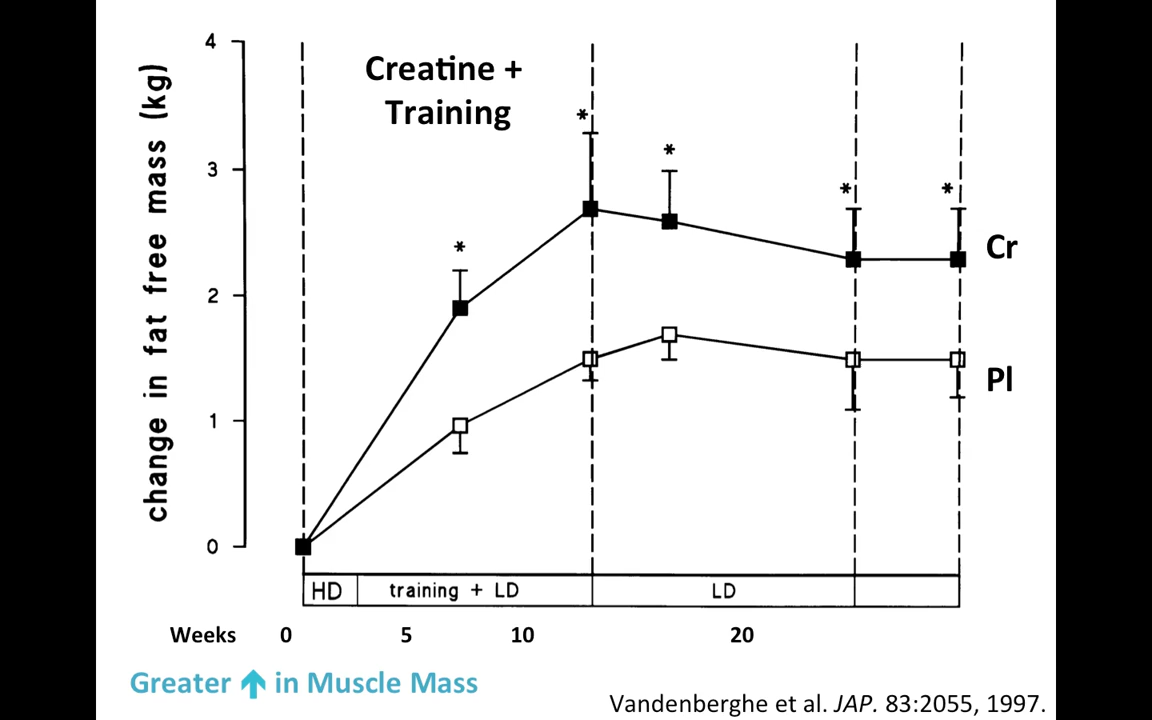 4
Creatine +
Training
*
3
*
*
*
*
Cr
2
Pl
1
0
change in fat free mass (kg)
HD training + LD LD
Weeks 0 5 10 20
Greater in Muscle Mass
Vandenberghe et al. JAP. 83:2055, 1997.